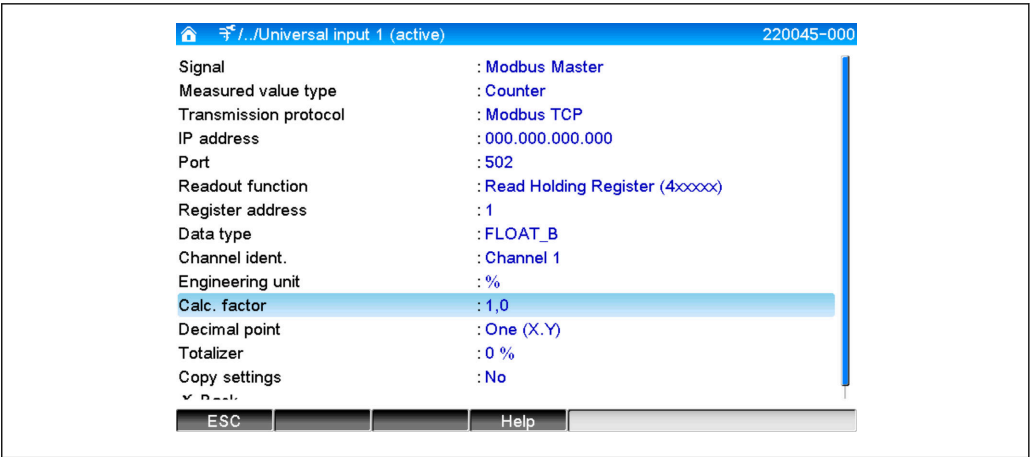 /../Universal input 1 (active) 220045-000
Signal : Modbus Master
Measured value type : Counter
Transmission protocol : Modbus TCP
IP address : 000.000.000.000
Port : 502
Readout function : Read Holding Register (4xxxxx)
Register address : 1
Data type : FLOAT_B
Channel ident. : Channel 1
Engineering unit : %
Calc. factor : 1,0
Decimal point : One (X.Y)
Totalizer : 0 %
Copy settings : No
X Back
ESC Help